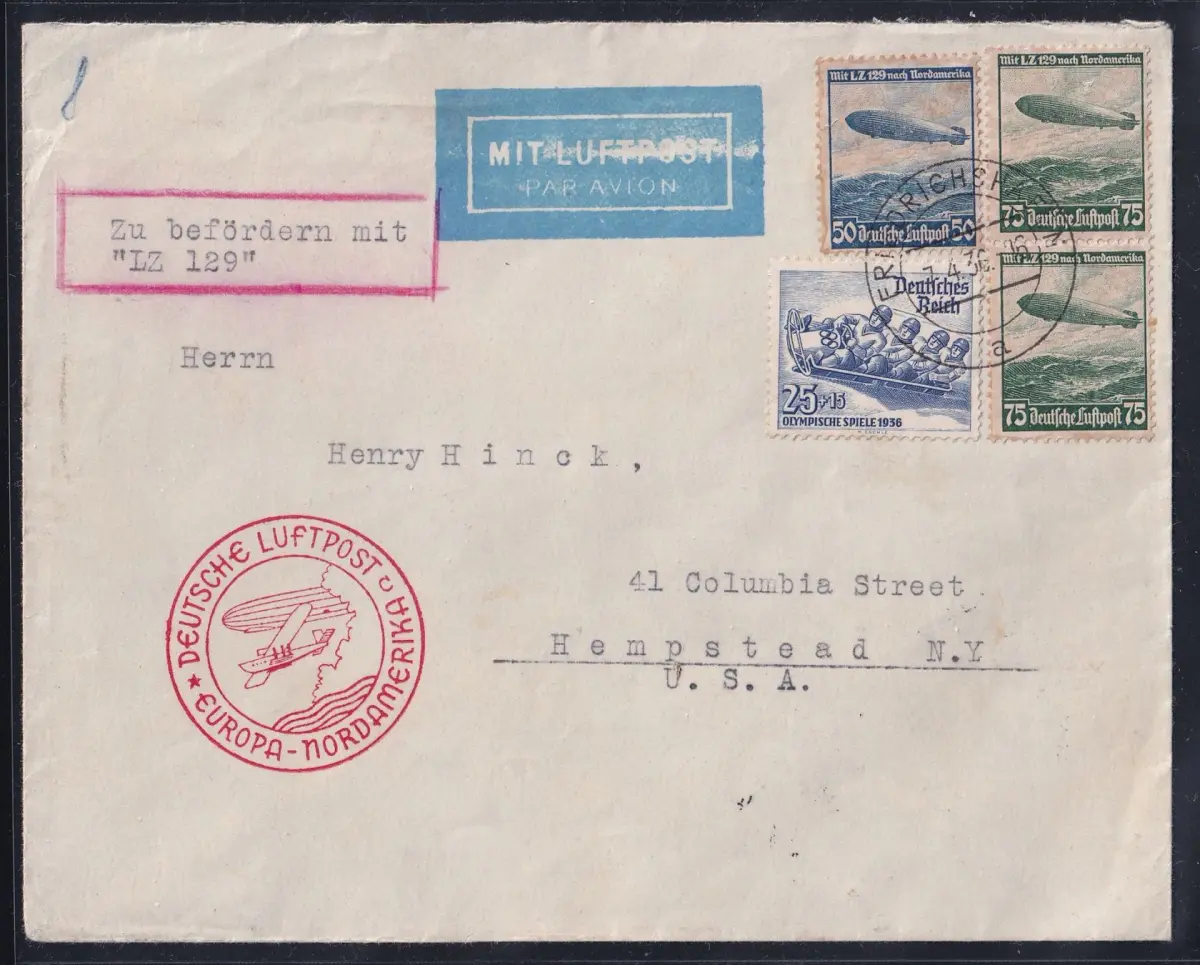 MIT LUFTPOST
PAR AVION
Zu befördern mit
"LZ 129"
Herrn
Henry Hinck,
41 Columbia Street
Hempstead N.Y
U.S.A.
Mit LZ 129 nach Nordamerika
50 Deutsche Luftpost 50
Mit LZ 129 nach Nordamerika
75 Deutsche Luftpost 75
Deutsches
Reich
25+15
OLYMPISCHE SPIELE 1936
Mit LZ 129 nach Nordamerika
75 Deutsche Luftpost 75
a
DEUTSCHE LUFTPOST
EUROPA-NORDAMERIKA